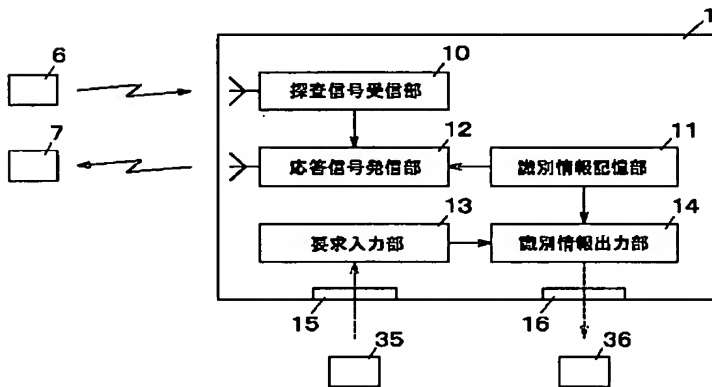 1
6
10
探査信号受信部
7
12
11
応答信号発信部
識別情報記憶部
13
14
要求入力部
識別情報出力部
15
16
35
36